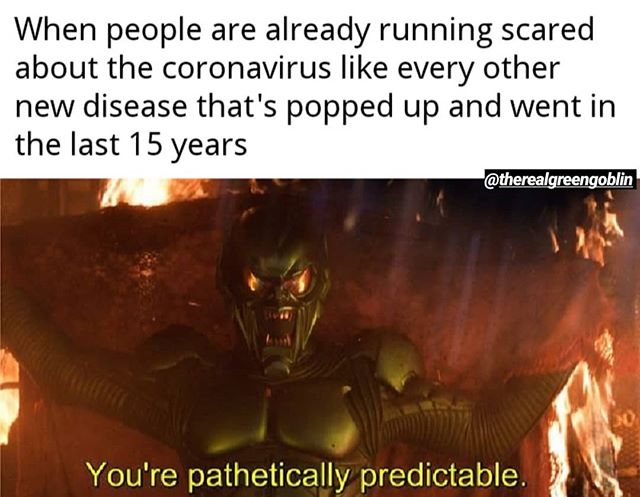 When people are already running scared
about the coronavirus like every other
new disease that's popped up and went in
the last 15 years
@therealgreengoblin
You're pathetically predictable.